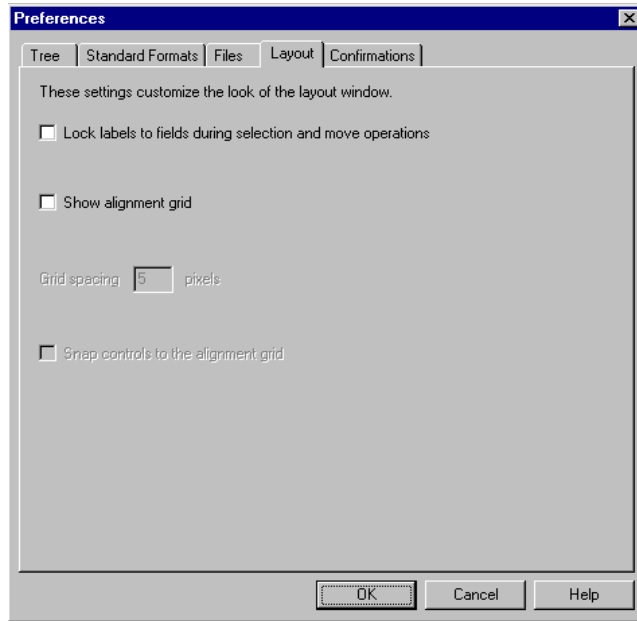 Preferences
Tree Standard Formats Files Layout Confirmations
These settings customize the look of the layout window.
Lock labels to fields during selection and move operations
Show alignment grid
Grid spacing 5 pixels
Snap controls to the alignment grid
OK Cancel Help